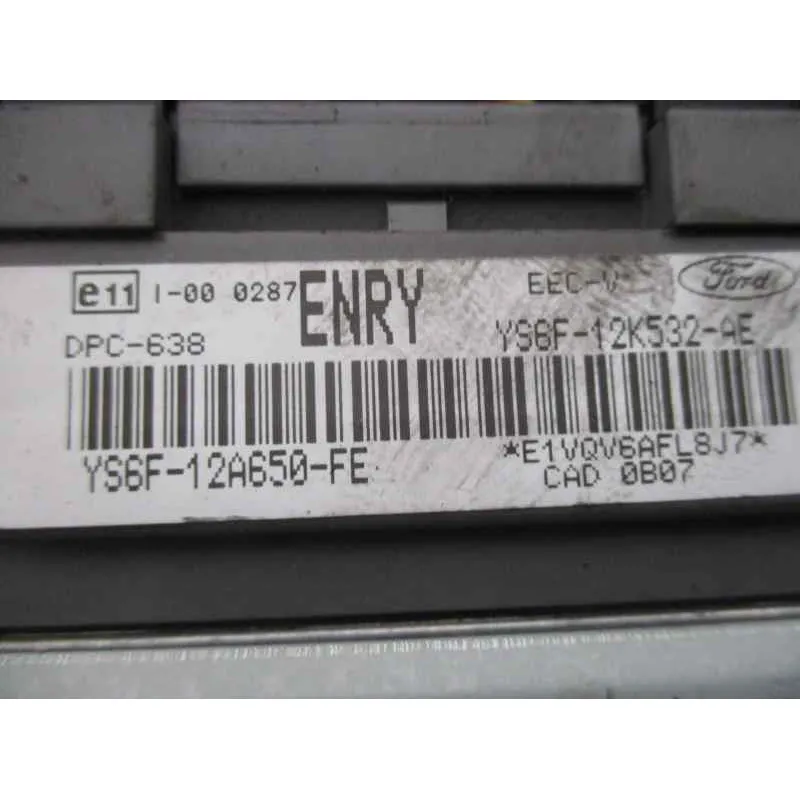 e11 I-00 0287 ENRY EEC-V Ford
DPC-638 YS6F-12K532-AE
*E1VQV6AFL8J7*
YS6F-12A650-FE CAD 0B07